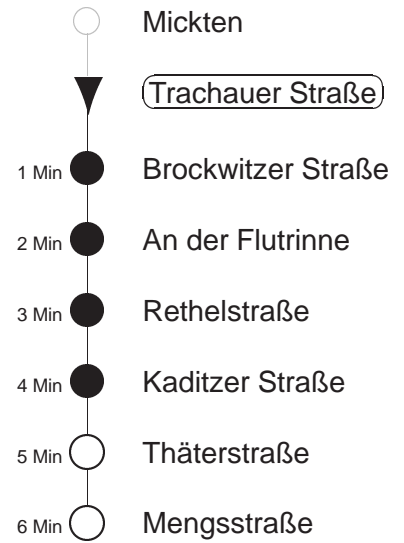 Mickten
Trachauer Straße
1 Min Brockwitzer Straße
2 Min An der Flutrinne
3 Min Rethelstraße
4 Min Kaditzer Straße
5 Min Thäterstraße
6 Min Mengsstraße